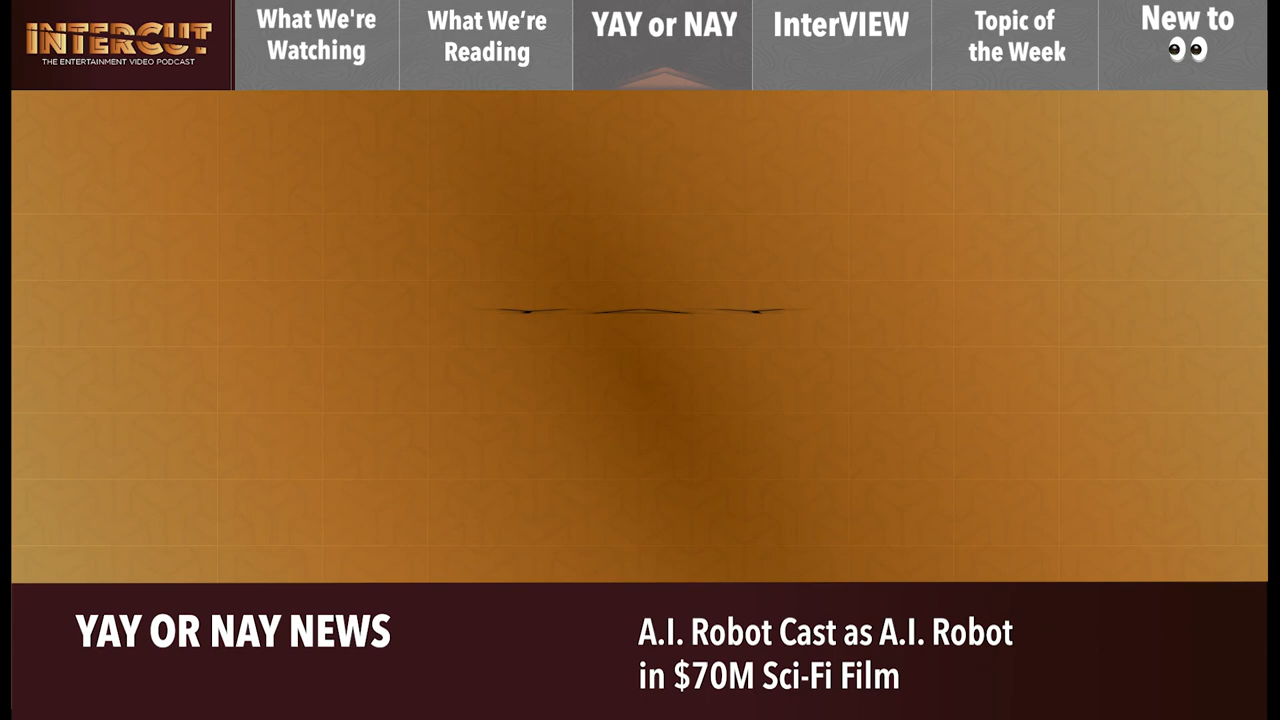 INTERCUT
THE ENTERTAINMENT VIDEO PODCAST
What We're
Watching
What We’re
Reading
YAY or NAY
InterVIEW
Topic of
the Week
New to
YAY OR NAY NEWS
A.I. Robot Cast as A.I. Robot
in $70M Sci-Fi Film